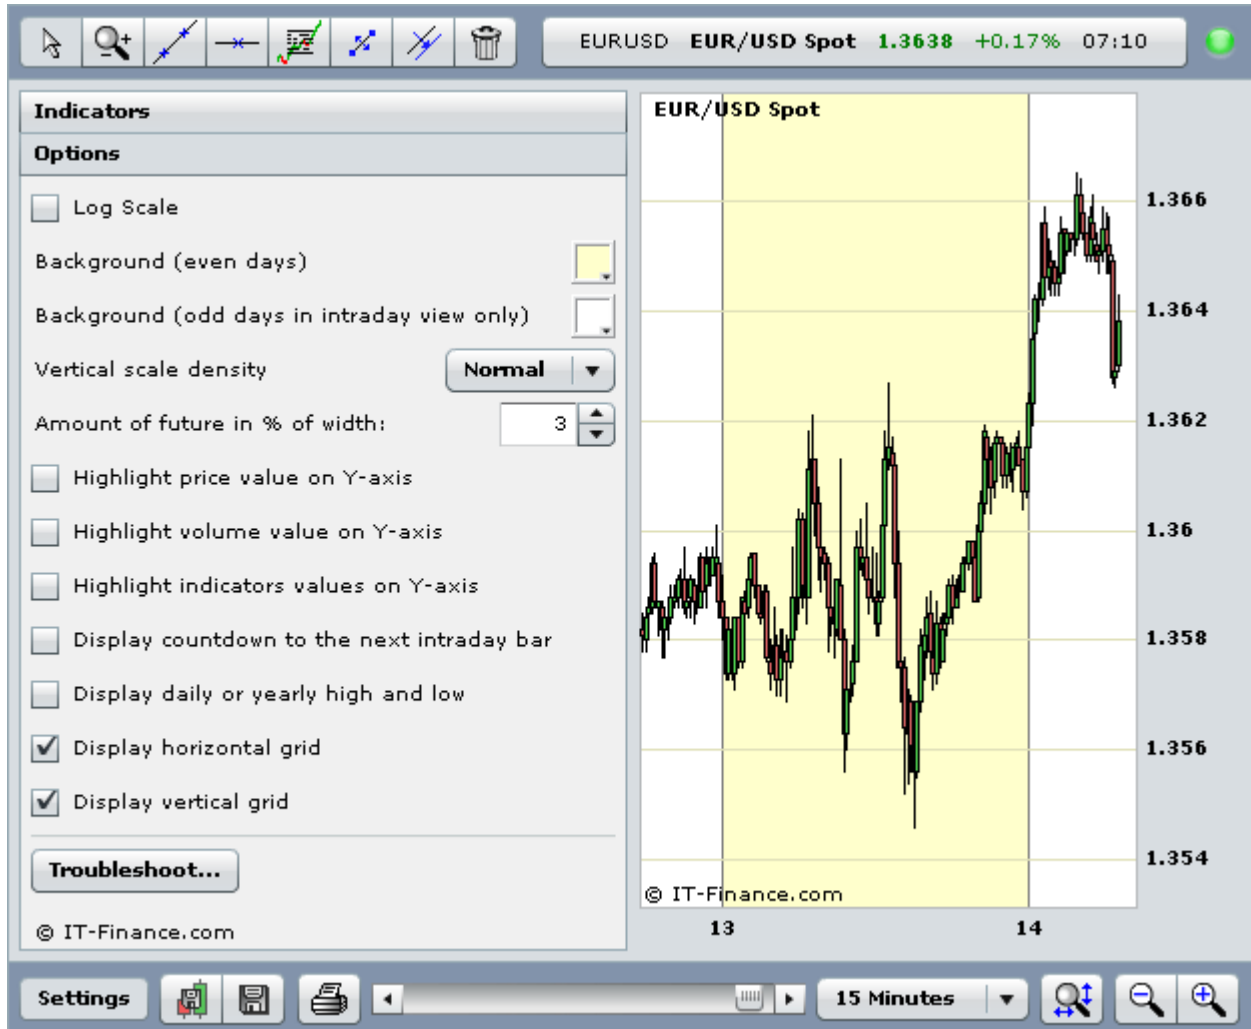 EURUSD EUR/USD Spot 1.3638 +0.17% 07:10
Indicators
Options
Log Scale
Background (even days)
Background (odd days in intraday view only)
Vertical scale density Normal
Amount of future in % of width: 3
Highlight price value on Y-axis
Highlight volume value on Y-axis
Highlight indicators values on Y-axis
Display countdown to the next intraday bar
Display daily or yearly high and low
Display horizontal grid
Display vertical grid
Troubleshoot...
© IT-Finance.com
EUR/USD Spot
1.366
1.364
1.362
1.36
1.358
1.356
1.354
© IT-Finance.com
13 14
Settings 15 Minutes